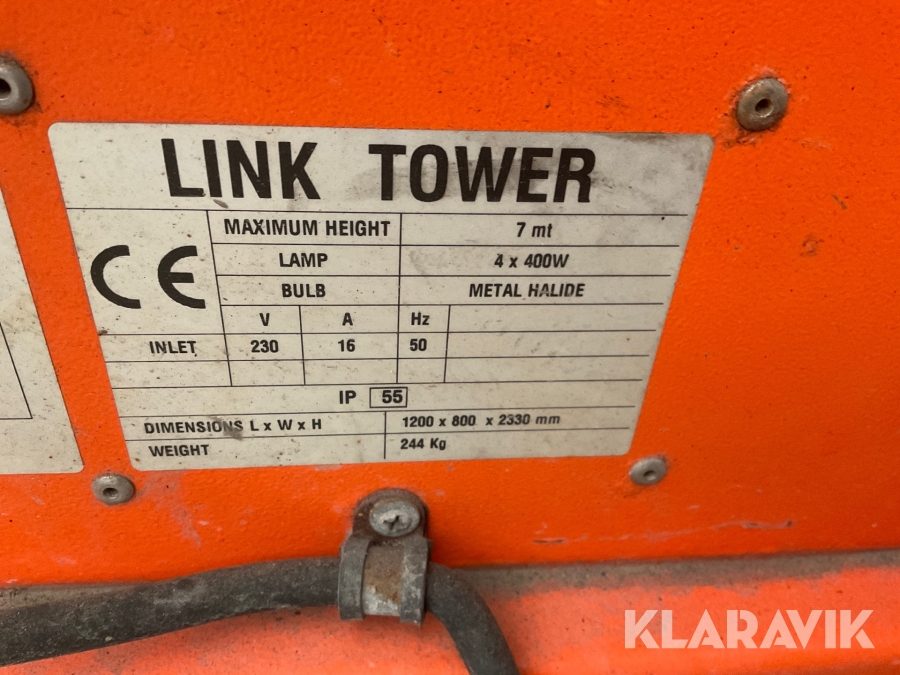 LINK TOWER
MAXIMUM HEIGHT 7 mt
LAMP 4 x 400W
CE
BULB METAL HALIDE
V A Hz
INLET 230 16 50
IP 55
DIMENSIONS L x W x H 1200 x 800 x 2330 mm
WEIGHT 244 Kg
KLARAVIK